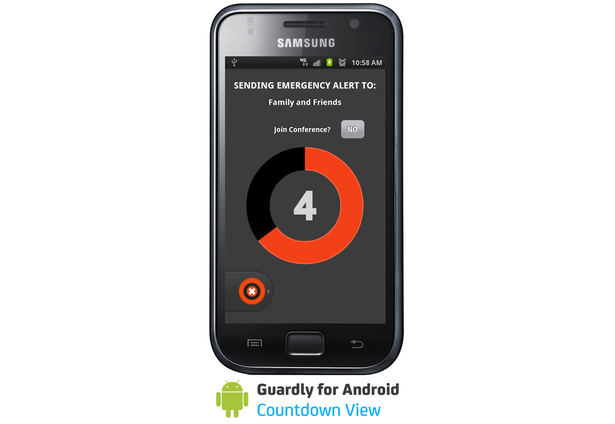 SAMSUNG
10:58 AM
SENDING EMERGENCY ALERT TO:
Family and Friends
Join Conference? NO
4
Guardly for Android
Countdown View